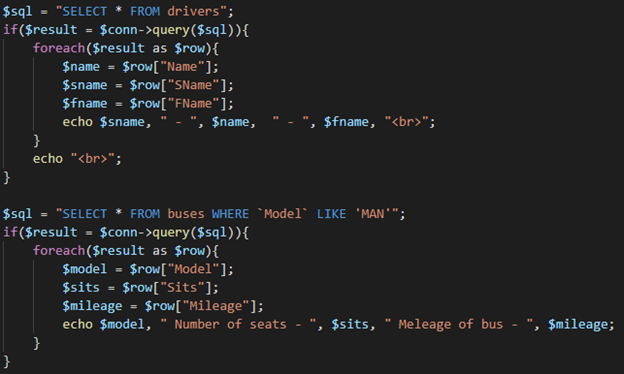 $sql = "SELECT * FROM drivers";
if($result = $conn->query($sql)){
    foreach($result as $row){
        $name = $row["Name"];
        $sname = $row["SName"];
        $fname = $row["FName"];
        echo $sname, " - ", $name,  " - ", $fname, "<br>";
    }
    echo "<br>";
}

$sql = "SELECT * FROM buses WHERE `Model` LIKE 'MAN'";
if($result = $conn->query($sql)){
    foreach($result as $row){
        $model = $row["Model"];
        $sits = $row["Sits"];
        $mileage = $row["Mileage"];
        echo $model, " Number of seats - ", $sits, " Meleage of bus - ", $mileage;
    }
}